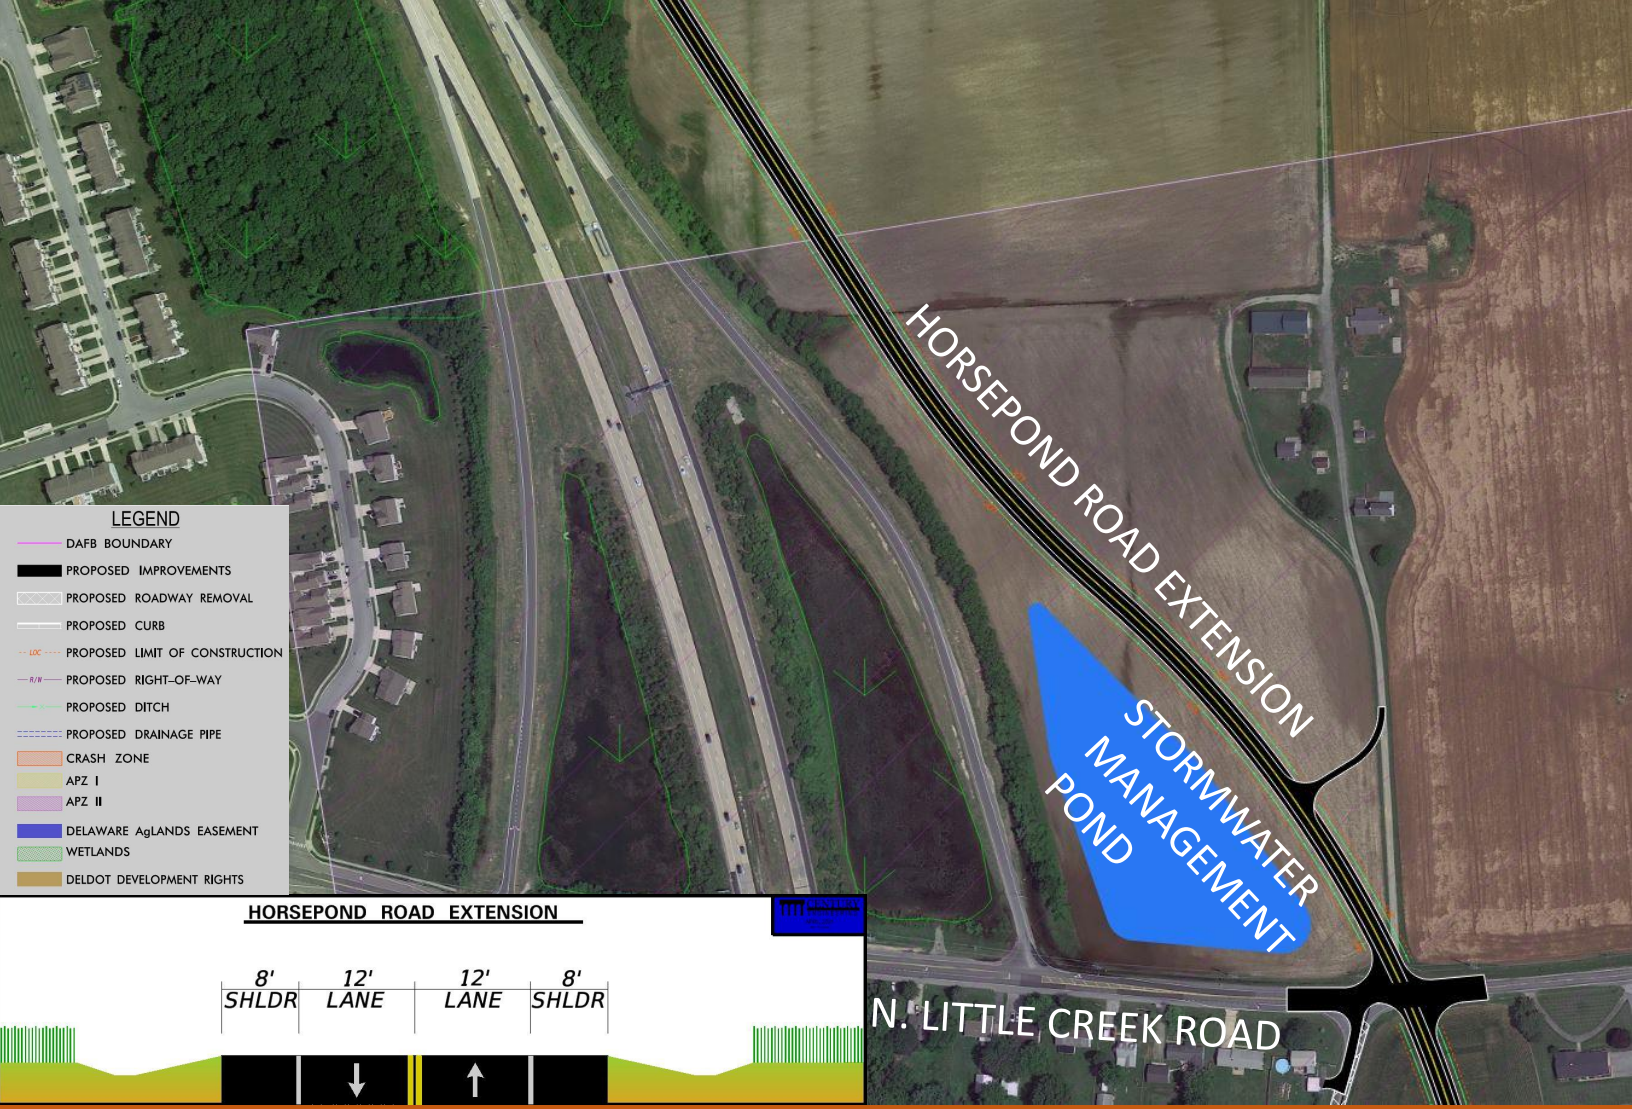 HORSEPOND ROAD EXTENSION
STORMWATER
MANAGEMENT
POND
N. LITTLE CREEK ROAD
LEGEND
DAFB BOUNDARY
PROPOSED IMPROVEMENTS
PROPOSED ROADWAY REMOVAL
PROPOSED CURB
LOC PROPOSED LIMIT OF CONSTRUCTION
R/W PROPOSED RIGHT-OF-WAY
PROPOSED DITCH
PROPOSED DRAINAGE PIPE
CRASH ZONE
APZ I
APZ II
DELAWARE AgLANDS EASEMENT
WETLANDS
DELDOT DEVELOPMENT RIGHTS
HORSEPOND ROAD EXTENSION
CENTURY
8' 12' 12' 8'
SHLDR LANE LANE SHLDR